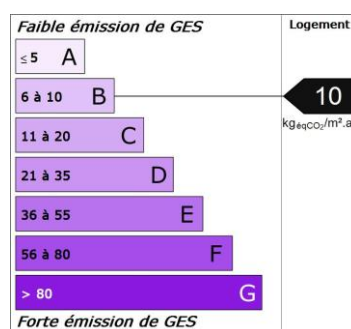 Faible émission de GES
Logement
≤ 5 A
6 à 10 B
10
kgéqCO₂/m².a
11 à 20 C
21 à 35 D
36 à 55 E
56 à 80 F
> 80 G
Forte émission de GES